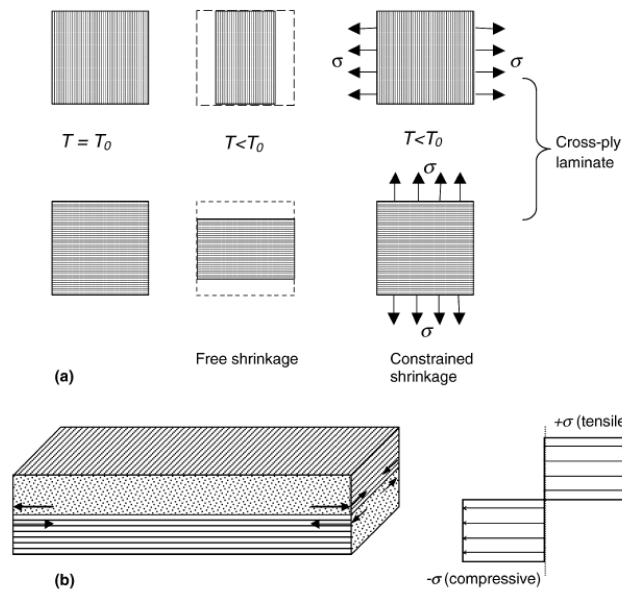 σ
σ
T = T₀
T<T₀
T<T₀
Cross-ply
laminate
σ
σ
Free shrinkage
Constrained
shrinkage
(a)
+σ (tensile
-σ (compressive)
(b)